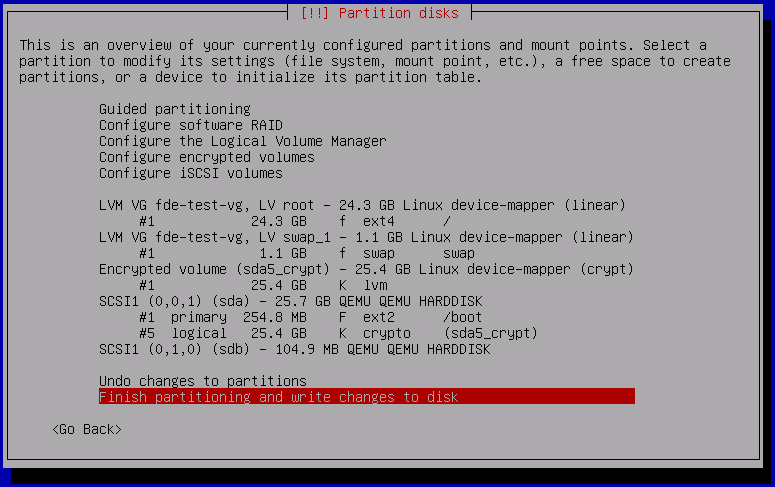 [!!] Partition disks
This is an overview of your currently configured partitions and mount points. Select a
partition to modify its settings (file system, mount point, etc.), a free space to create
partitions, or a device to initialize its partition table.
Guided partitioning
Configure software RAID
Configure the Logical Volume Manager
Configure encrypted volumes
Configure iSCSI volumes
LVM VG fde-test-vg, LV root - 24.3 GB Linux device-mapper (linear)
#1 24.3 GB f ext4 /
LVM VG fde-test-vg, LV swap_1 - 1.1 GB Linux device-mapper (linear)
#1 1.1 GB f swap swap
Encrypted volume (sda5_crypt) - 25.4 GB Linux device-mapper (crypt)
#1 25.4 GB K lvm
SCSI1 (0,0,1) (sda) - 25.7 GB QEMU QEMU HARDDISK
#1 primary 254.8 MB F ext2 /boot
#5 logical 25.4 GB K crypto (sda5_crypt)
SCSI1 (0,1,0) (sdb) - 104.9 MB QEMU QEMU HARDDISK
Undo changes to partitions
Finish partitioning and write changes to disk
<Go Back>